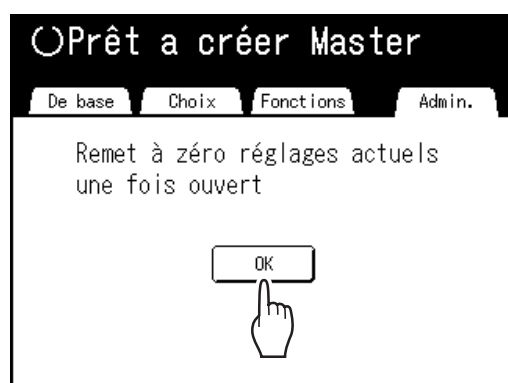 Prêt a créer Master
De base Choix Fonctions Admin.
Remet à zéro réglages actuels
une fois ouvert
OK